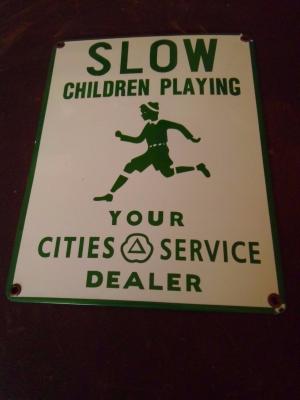 SLOW
CHILDREN PLAYING
YOUR
CITIES SERVICE
DEALER